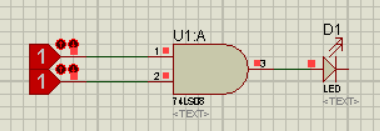 U1:A
D1
1
1
1
2
3
74LS08
<TEXT>
LED
<TEXT>